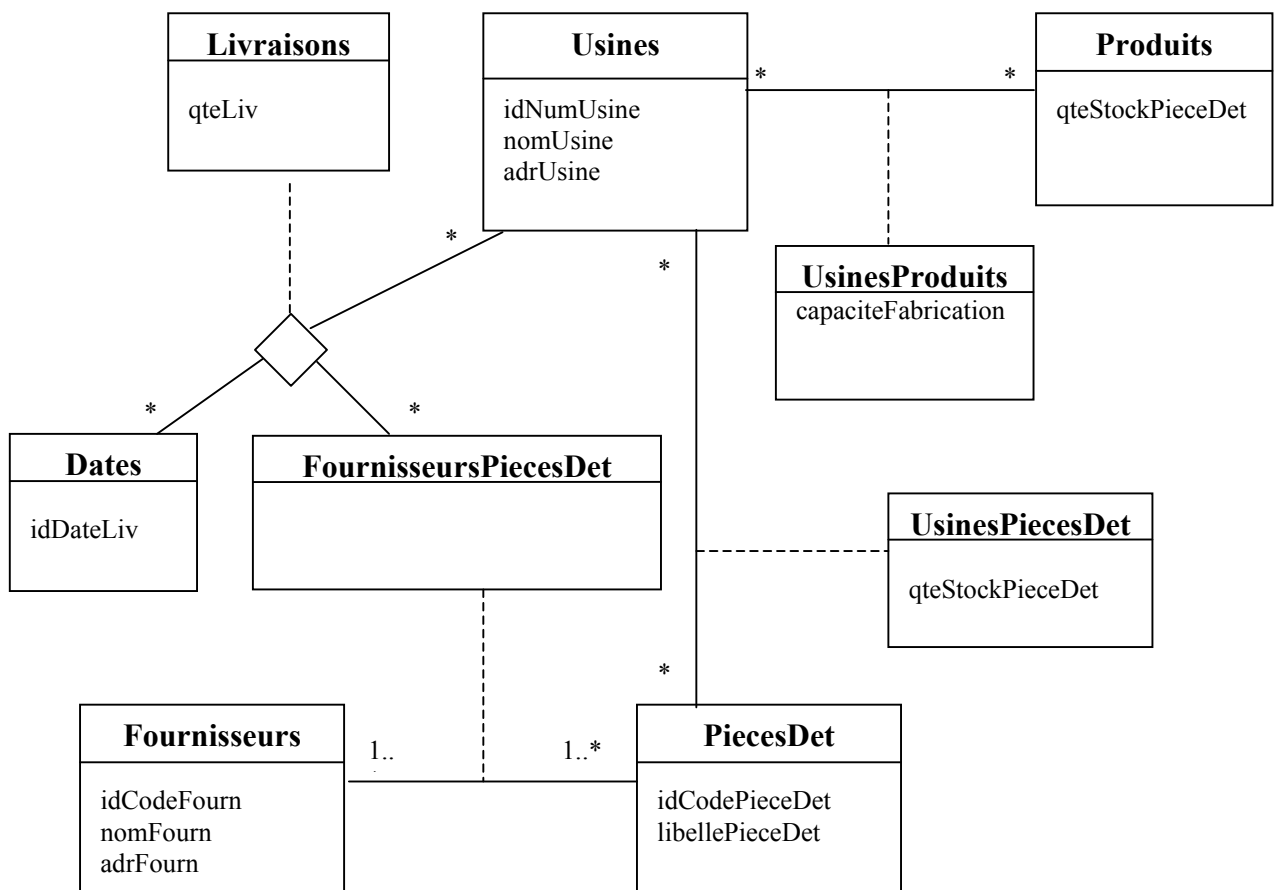 Livraisons
qteLiv
Usines
idNumUsine
nomUsine
adrUsine
Produits
qteStockPieceDet
*
*
UsinesProduits
capaciteFabrication
*
*
*
*
Dates
idDateLiv
FournisseursPiecesDet
UsinesPiecesDet
qteStockPieceDet
*
Fournisseurs
idCodeFourn
nomFourn
adrFourn
1..
1..*
PiecesDet
idCodePieceDet
libellePieceDet